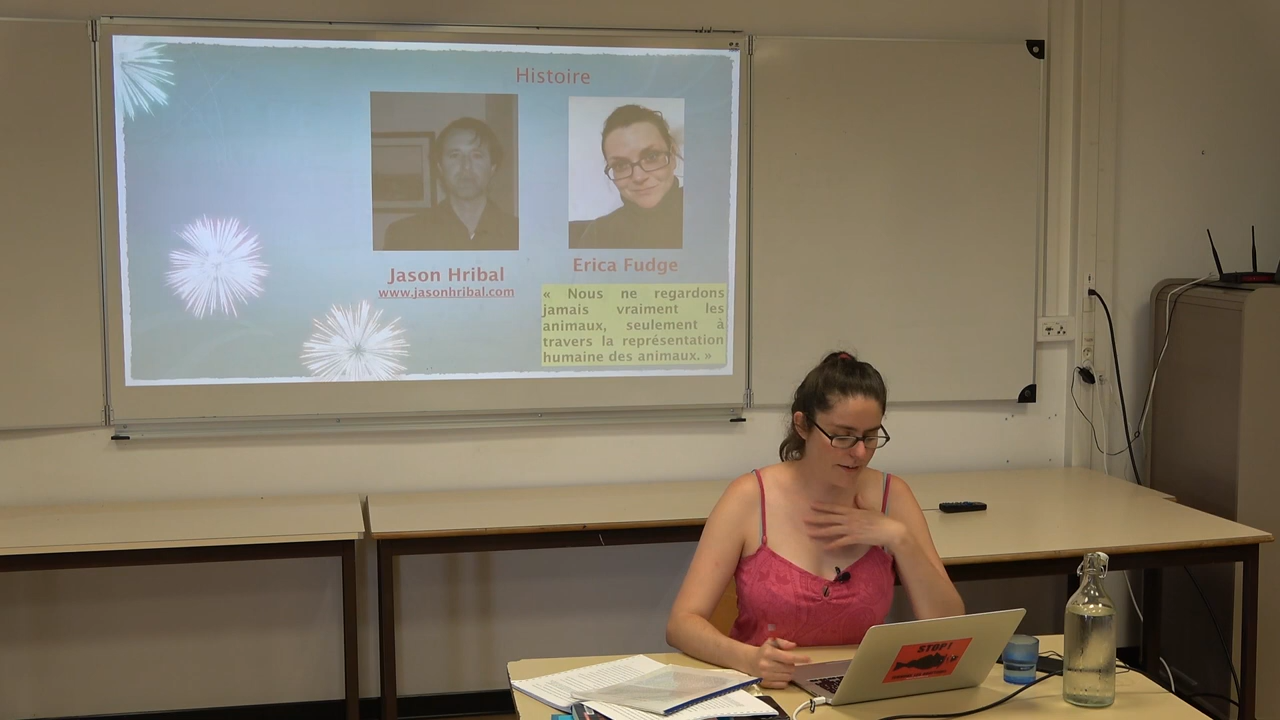 Histoire
Jason Hribal
www.jasonhribal.com
Erica Fudge
« Nous ne regardons
jamais vraiment les
animaux, seulement à
travers la représentation
humaine des animaux. »
STOP!